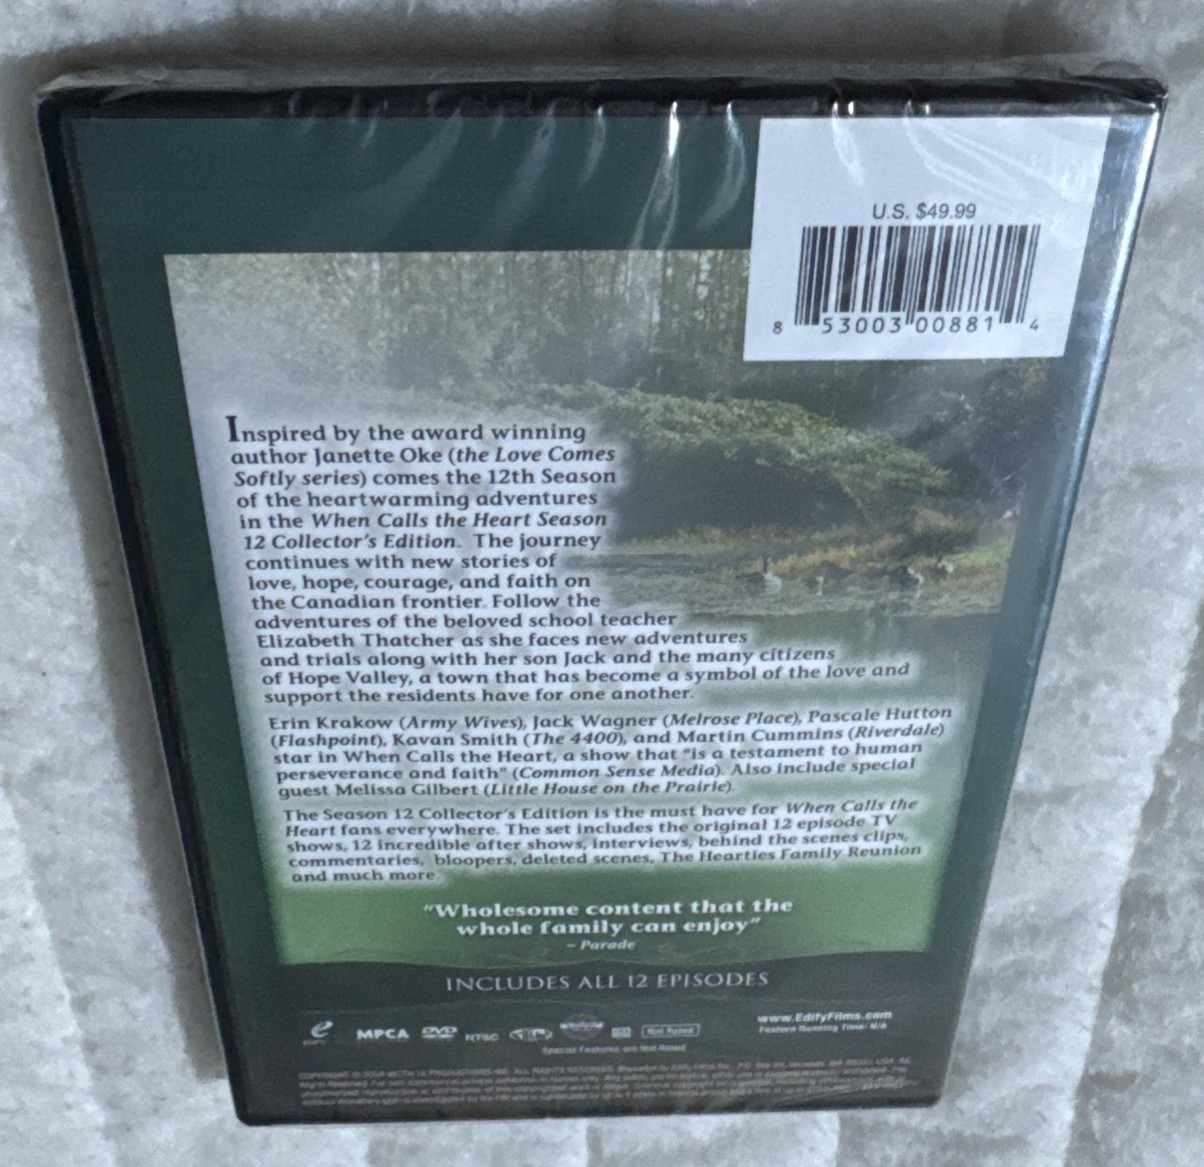 U.S. $49.99
8 53003 00881 4
Inspired by the award winning
author Janette Oke (the Love Comes
Softly series) comes the 12th Season
of the heartwarming adventures
in the When Calls the Heart Season
12 Collector's Edition. The journey
continues with new stories of
love, hope, courage, and faith on
the Canadian frontier. Follow the
adventures of the beloved school teacher
Elizabeth Thatcher as she faces new adventures
and trials along with her son Jack and the many citizens
of Hope Valley, a town that has become a symbol of the love and
support the residents have for one another.
Erin Krakow (Army Wives), Jack Wagner (Melrose Place), Pascale Hutton
(Flashpoint), Kavan Smith (The 4400), and Martin Cummins (Riverdale)
star in When Calls the Heart, a show that "is a testament to human
perseverance and faith" (Common Sense Media). Also include special
guest Melissa Gilbert (Little House on the Prairie).
The Season 12 Collector's Edition is the must have for When Calls the
Heart fans everywhere. The set includes the original 12 episode TV
shows, 12 incredible after shows, interviews, behind the scenes clips,
commentaries, bloopers, deleted scenes, The Hearties Family Reunion
and much more.
"Wholesome content that the
whole family can enjoy"
- Parade
INCLUDES ALL 12 EPISODES
e MPCA DVD NTSC Not Rated
www.EdifyFilms.com
Feature Running Time: N/A
Special Features are Not Rated